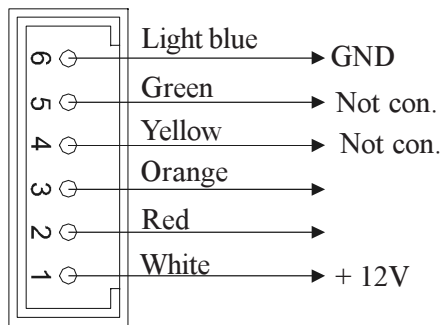 6 Light blue GND
5 Green Not con.
4 Yellow Not con.
3 Orange
2 Red
1 White + 12V